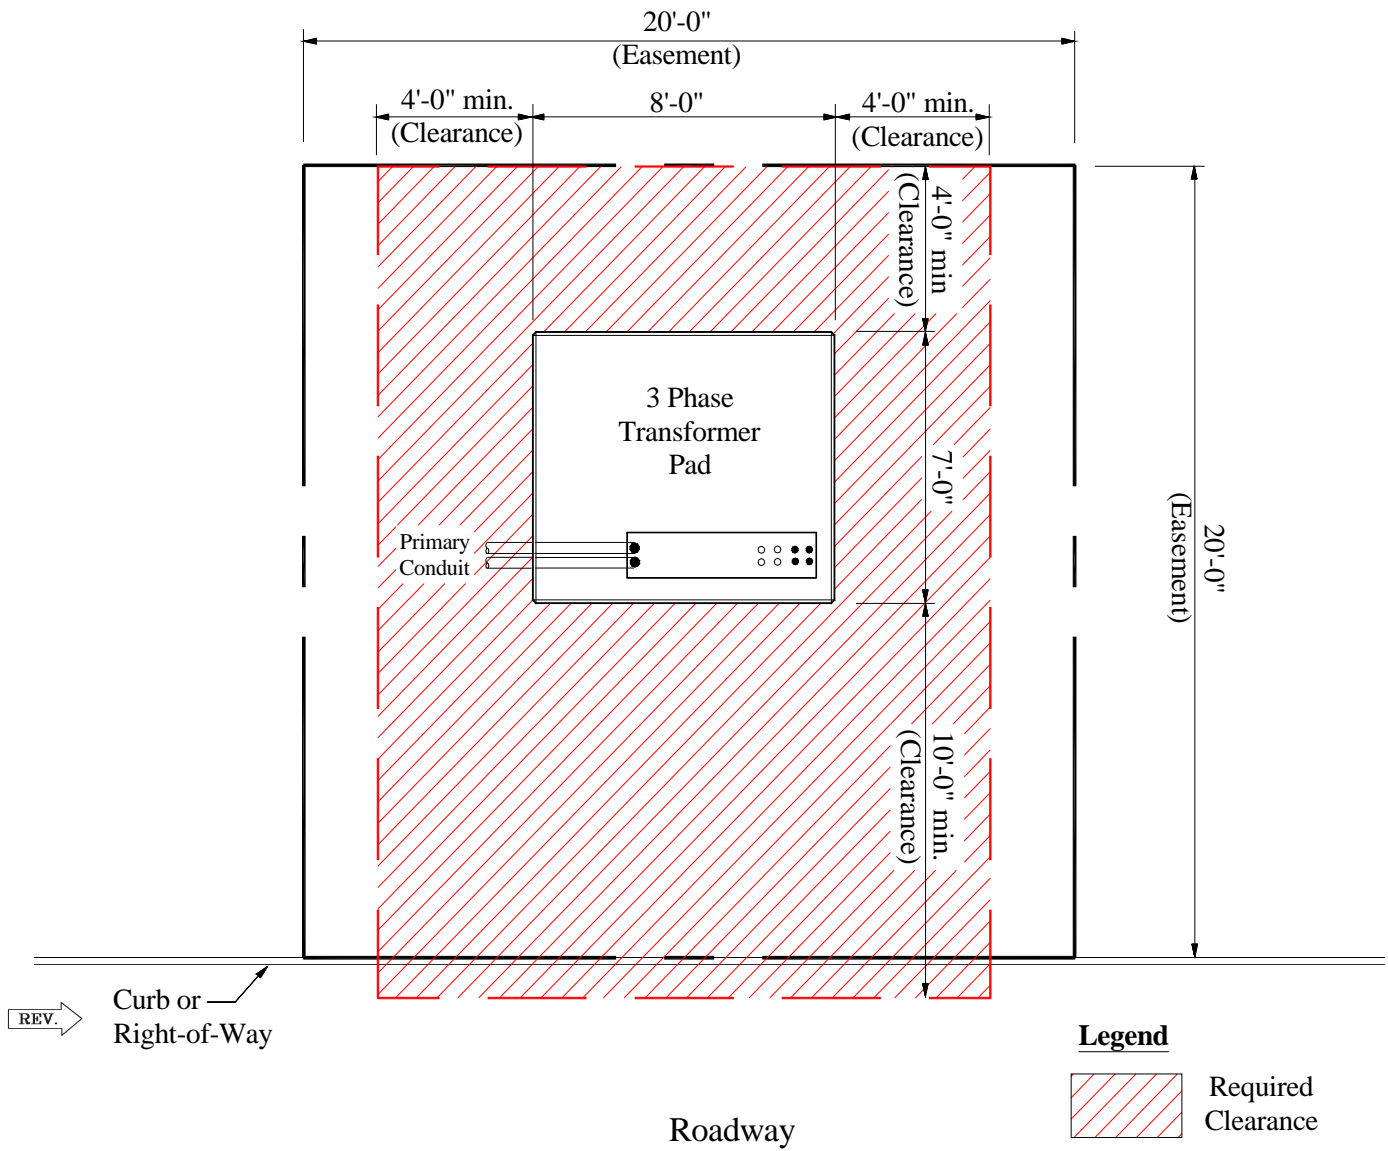 20'-0"
(Easement)
4'-0" min.
(Clearance)
8'-0"
4'-0" min.
(Clearance)
4'-0" min
(Clearance)
3 Phase
Transformer
Pad
7'-0"
20'-0"
(Easement)
Primary
Conduit
10'-0" min.
(Clearance)
Curb or
Right-of-Way
REV.
Legend
Required
Clearance
Roadway